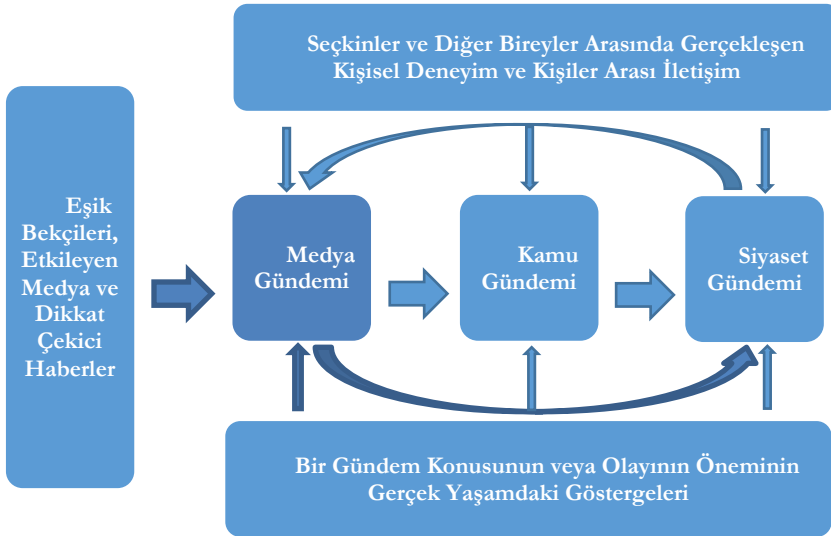 Seçkinler ve Diğer Bireyler Arasında Gerçekleşen
Kişisel Deneyim ve Kişiler Arası İletişim
Eşik
Bekçileri,
Etkileyen
Medya ve
Dikkat
Çekici
Haberler
Medya
Gündemi
Kamu
Gündemi
Siyaset
Gündemi
Bir Gündem Konusunun veya Olayının Öneminin
Gerçek Yaşamdaki Göstergeleri